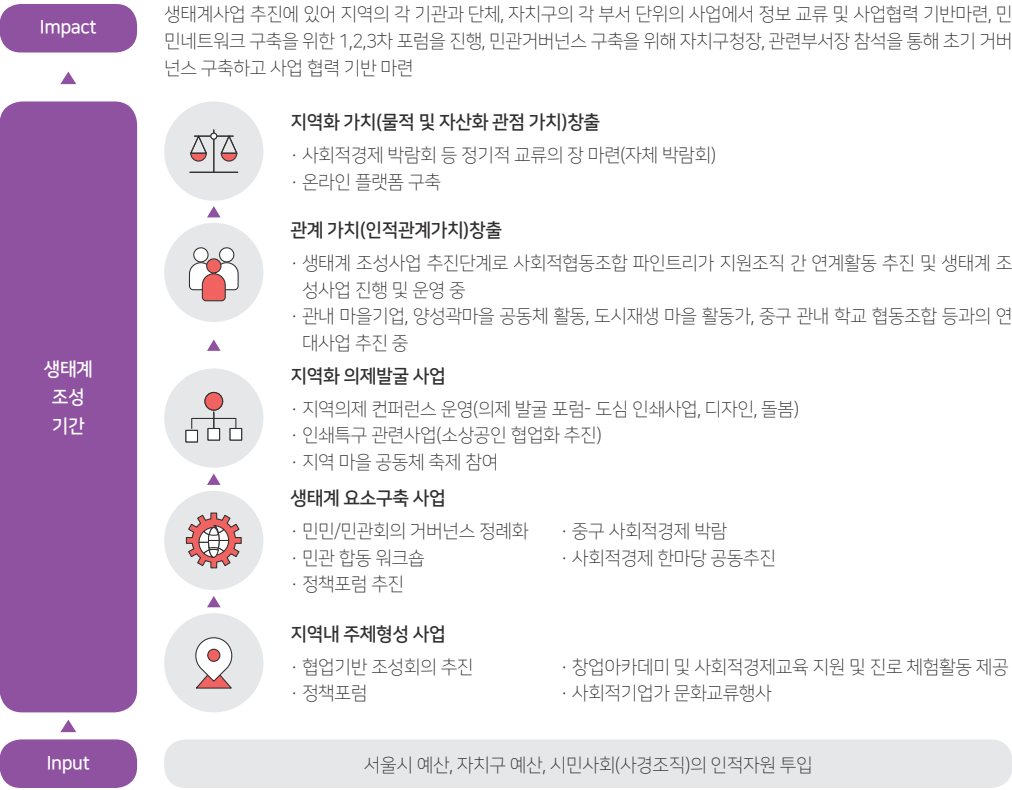 Impact
생태계사업 추진에 있어 지역의 각 기관과 단체, 자치구의 각 부서 단위의 사업에서 정보 교류 및 사업협력 기반마련, 민
민네트워크 구축을 위한 1,2,3차 포럼을 진행, 민관거버넌스 구축을 위해 자치구청장, 관련부서장 참석을 통해 초기 거버
넌스 구축하고 사업 협력 기반 마련
생태계
조성
기간
지역화 가치(물적 및 자산화 관점 가치)창출
· 사회적경제 박람회 등 정기적 교류의 장 마련(자체 박람회)
· 온라인 플랫폼 구축
관계 가치(인적관계가치)창출
· 생태계 조성사업 추진단계로 사회적협동조합 파인트리가 지원조직 간 연계활동 추진 및 생태계 조
성사업 진행 및 운영 중
· 관내 마을기업, 양성곽마을 공동체 활동, 도시재생 마을 활동가, 중구 관내 학교 협동조합 등과의 연
대사업 추진 중
지역화 의제발굴 사업
· 지역의제 컨퍼런스 운영(의제 발굴 포럼- 도심 인쇄사업, 디자인, 돌봄)
· 인쇄특구 관련사업(소상공인 협업화 추진)
· 지역 마을 공동체 축제 참여
생태계 요소구축 사업
· 민민/민관회의 거버넌스 정례화
· 민관 합동 워크숍
· 정책포럼 추진
· 중구 사회적경제 박람
· 사회적경제 한마당 공동추진
지역내 주체형성 사업
· 협업기반 조성회의 추진
· 정책포럼
· 창업아카데미 및 사회적경제교육 지원 및 진로 체험활동 제공
· 사회적기업가 문화교류행사
Input
서울시 예산, 자치구 예산, 시민사회(사경조직)의 인적자원 투입